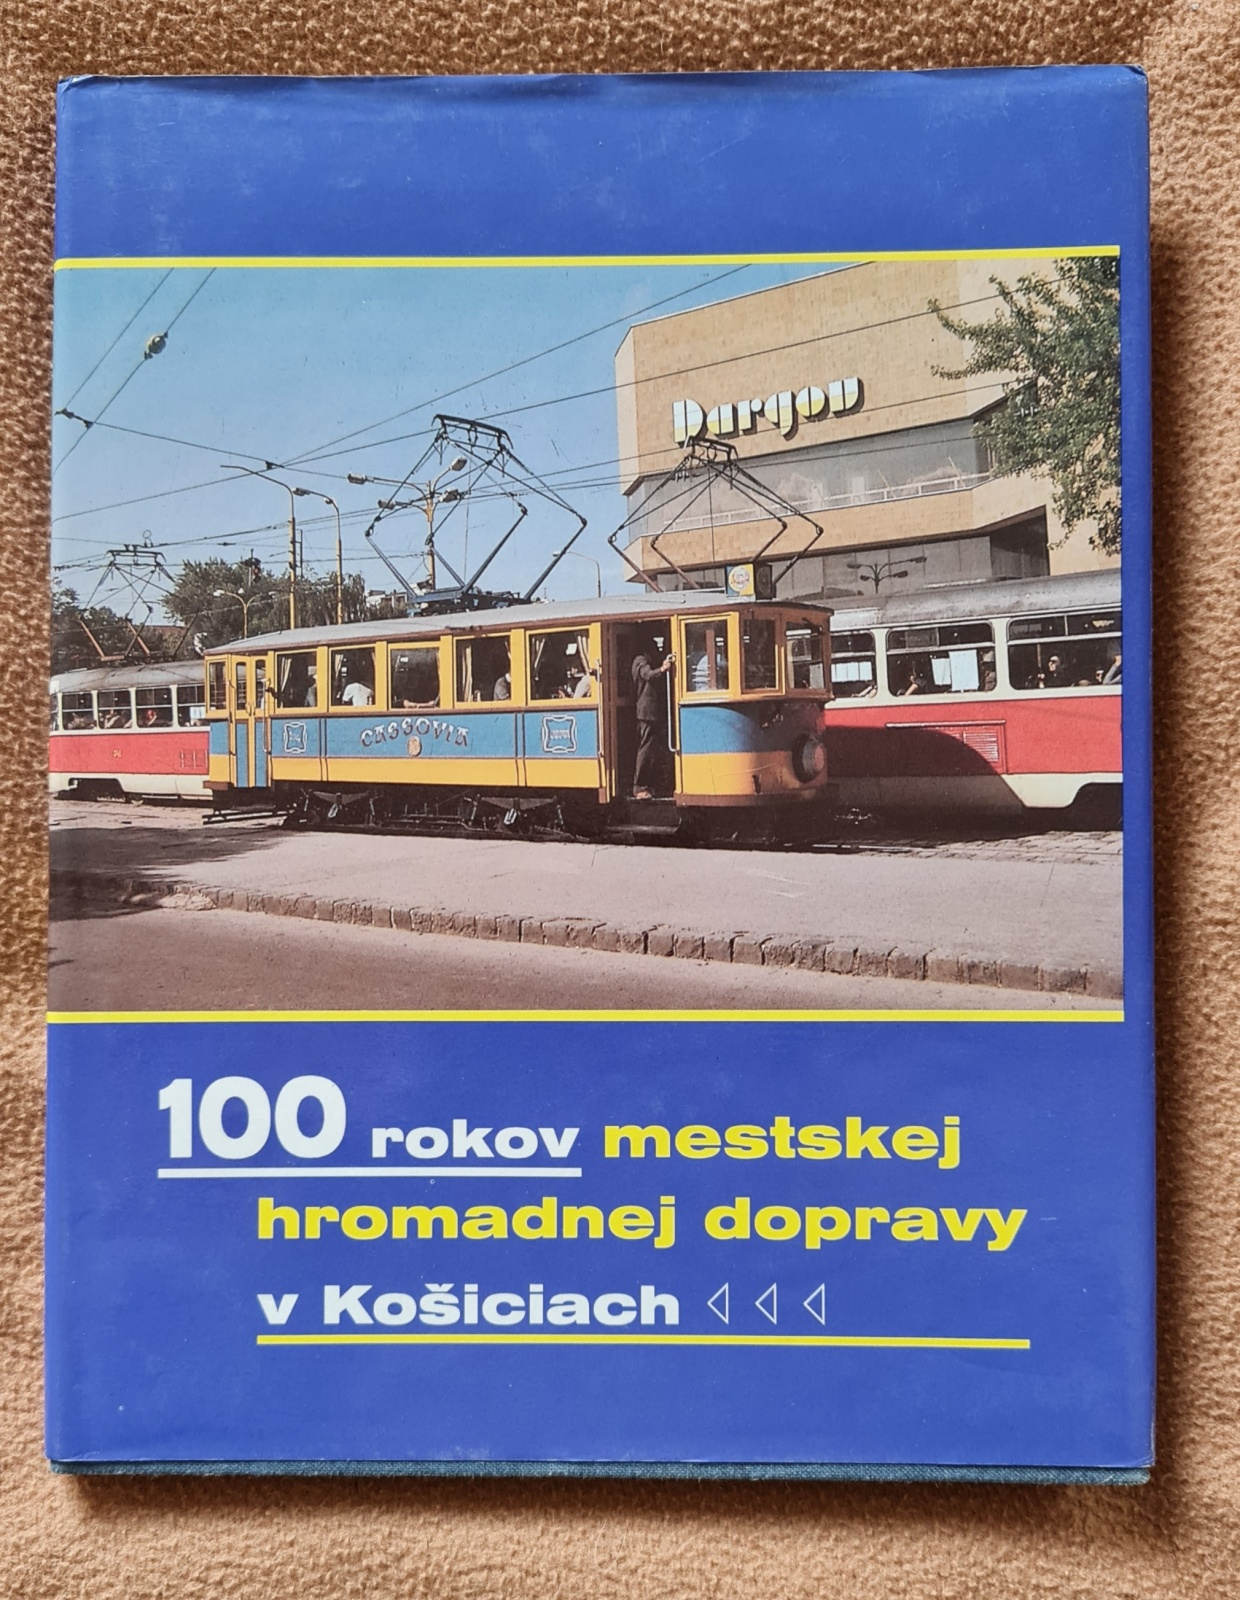 Dargov
CASSOVIA
100 rokov mestskej
hromadnej dopravy
v Košiciach